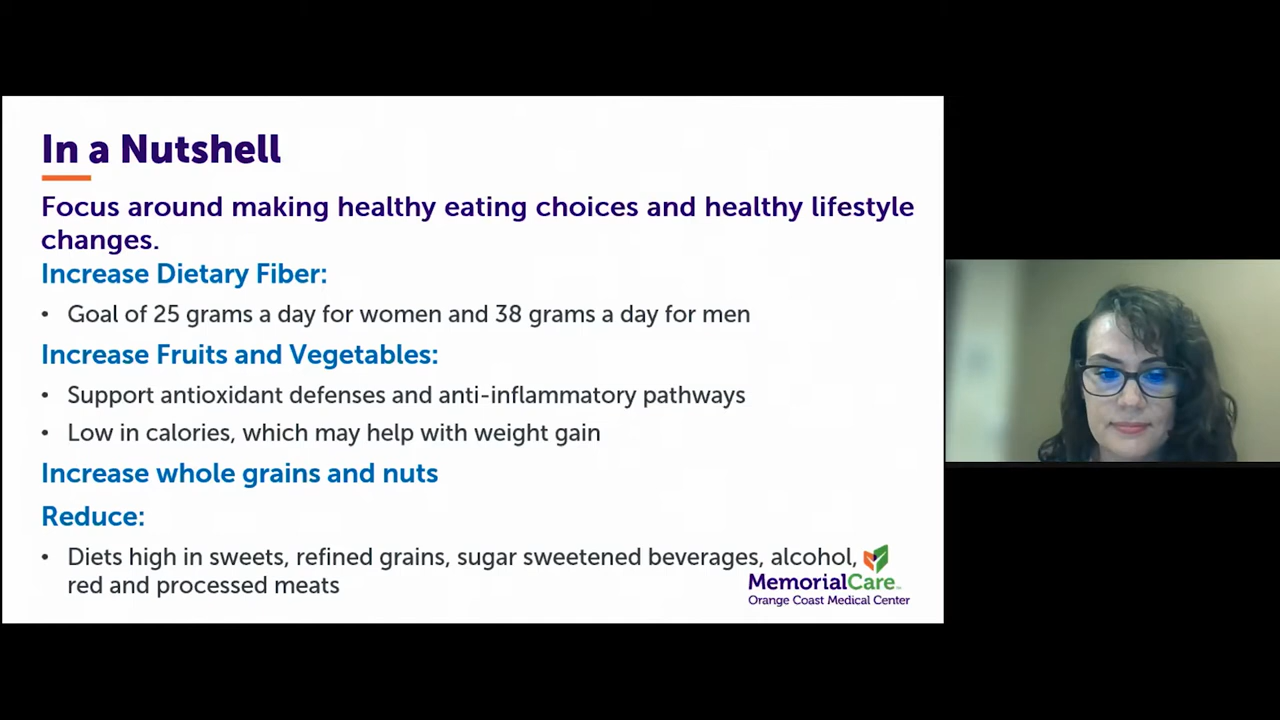 In a Nutshell
Focus around making healthy eating choices and healthy lifestyle
changes.
Increase Dietary Fiber:
• Goal of 25 grams a day for women and 38 grams a day for men
Increase Fruits and Vegetables:
• Support antioxidant defenses and anti-inflammatory pathways
• Low in calories, which may help with weight gain
Increase whole grains and nuts
Reduce:
• Diets high in sweets, refined grains, sugar sweetened beverages, alcohol,
red and processed meats
MemorialCare
Orange Coast Medical Center